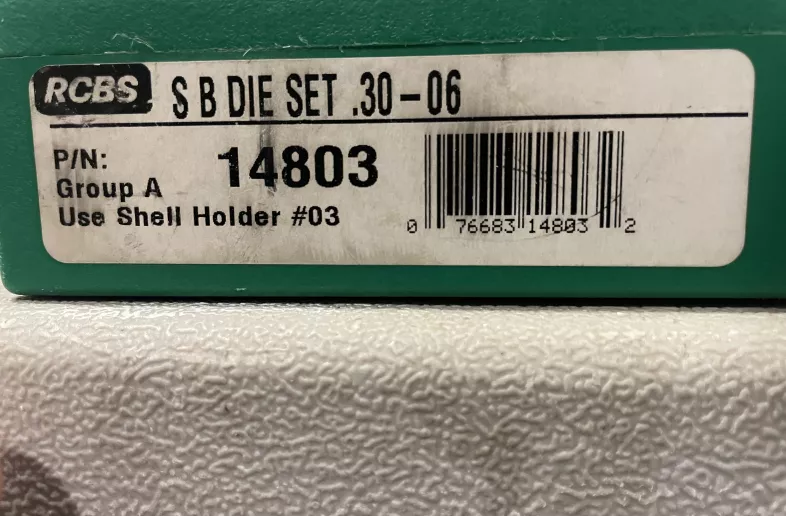 RCBS. S B DIE SET .30-06
P/N: 14803
Group A
Use Shell Holder #03
0 76683 14803 2